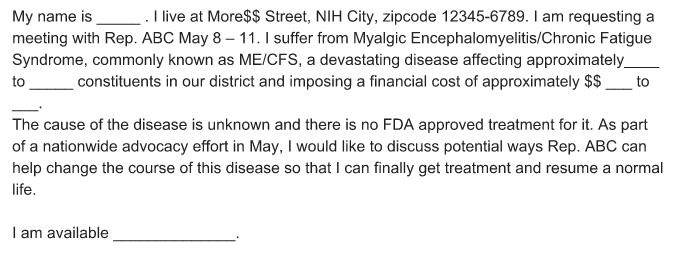 My name is _____ . I live at More$$ Street, NIH City, zipcode 12345-6789. I am requesting a
meeting with Rep. ABC May 8 – 11. I suffer from Myalgic Encephalomyelitis/Chronic Fatigue
Syndrome, commonly known as ME/CFS, a devastating disease affecting approximately____
to _____ constituents in our district and imposing a financial cost of approximately $$ ___ to
___.
The cause of the disease is unknown and there is no FDA approved treatment for it. As part
of a nationwide advocacy effort in May, I would like to discuss potential ways Rep. ABC can
help change the course of this disease so that I can finally get treatment and resume a normal
life.
I am available ______________.